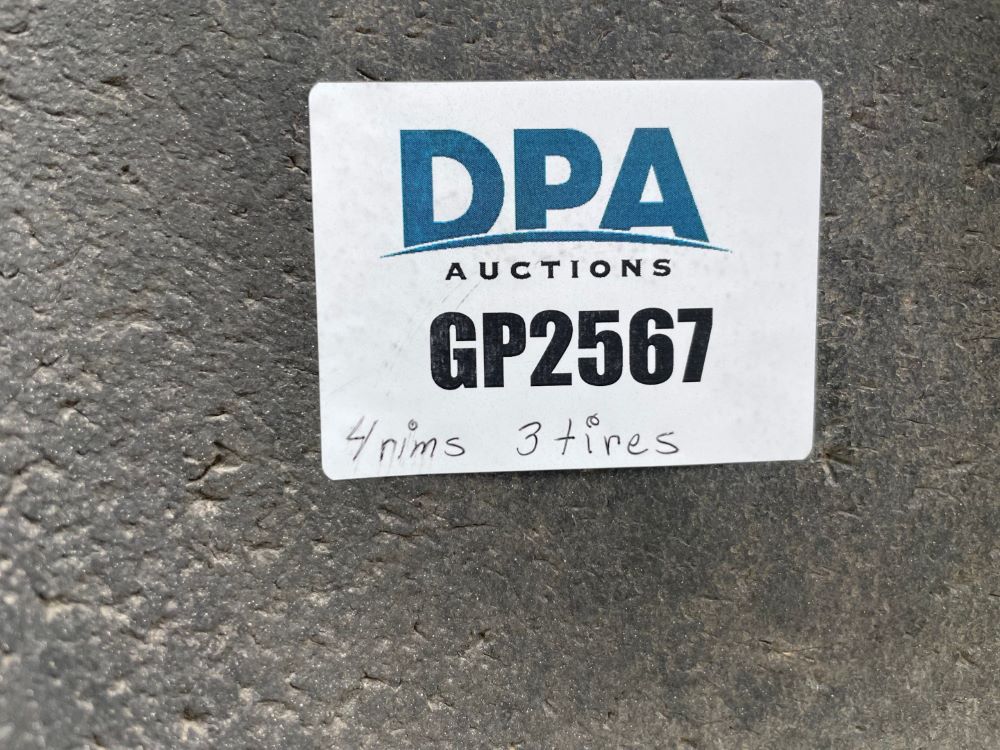 DPA
AUCTIONS
GP2567
4 rims 3 tires